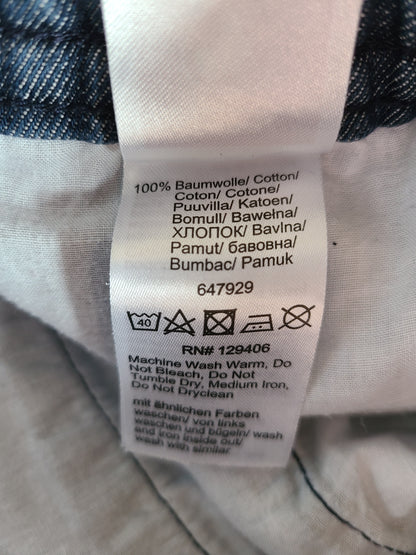 100% Baumwolle/ Cotton/
Coton/ Cotone/
Puuvilla/ Katoen/
Bomull/ Bawełna/
ХЛОПОК/ Bavlna/
Pamut/ бавовна/
Bumbac/ Pamuk
647929
40
RN# 129406
Machine Wash Warm, Do
Not Bleach, Do Not
Tumble Dry, Medium Iron,
Do Not Dryclean
mit ähnlichen Farben
waschen/ von links
waschen und bügeln/ wash
and iron inside out/
wash with similar